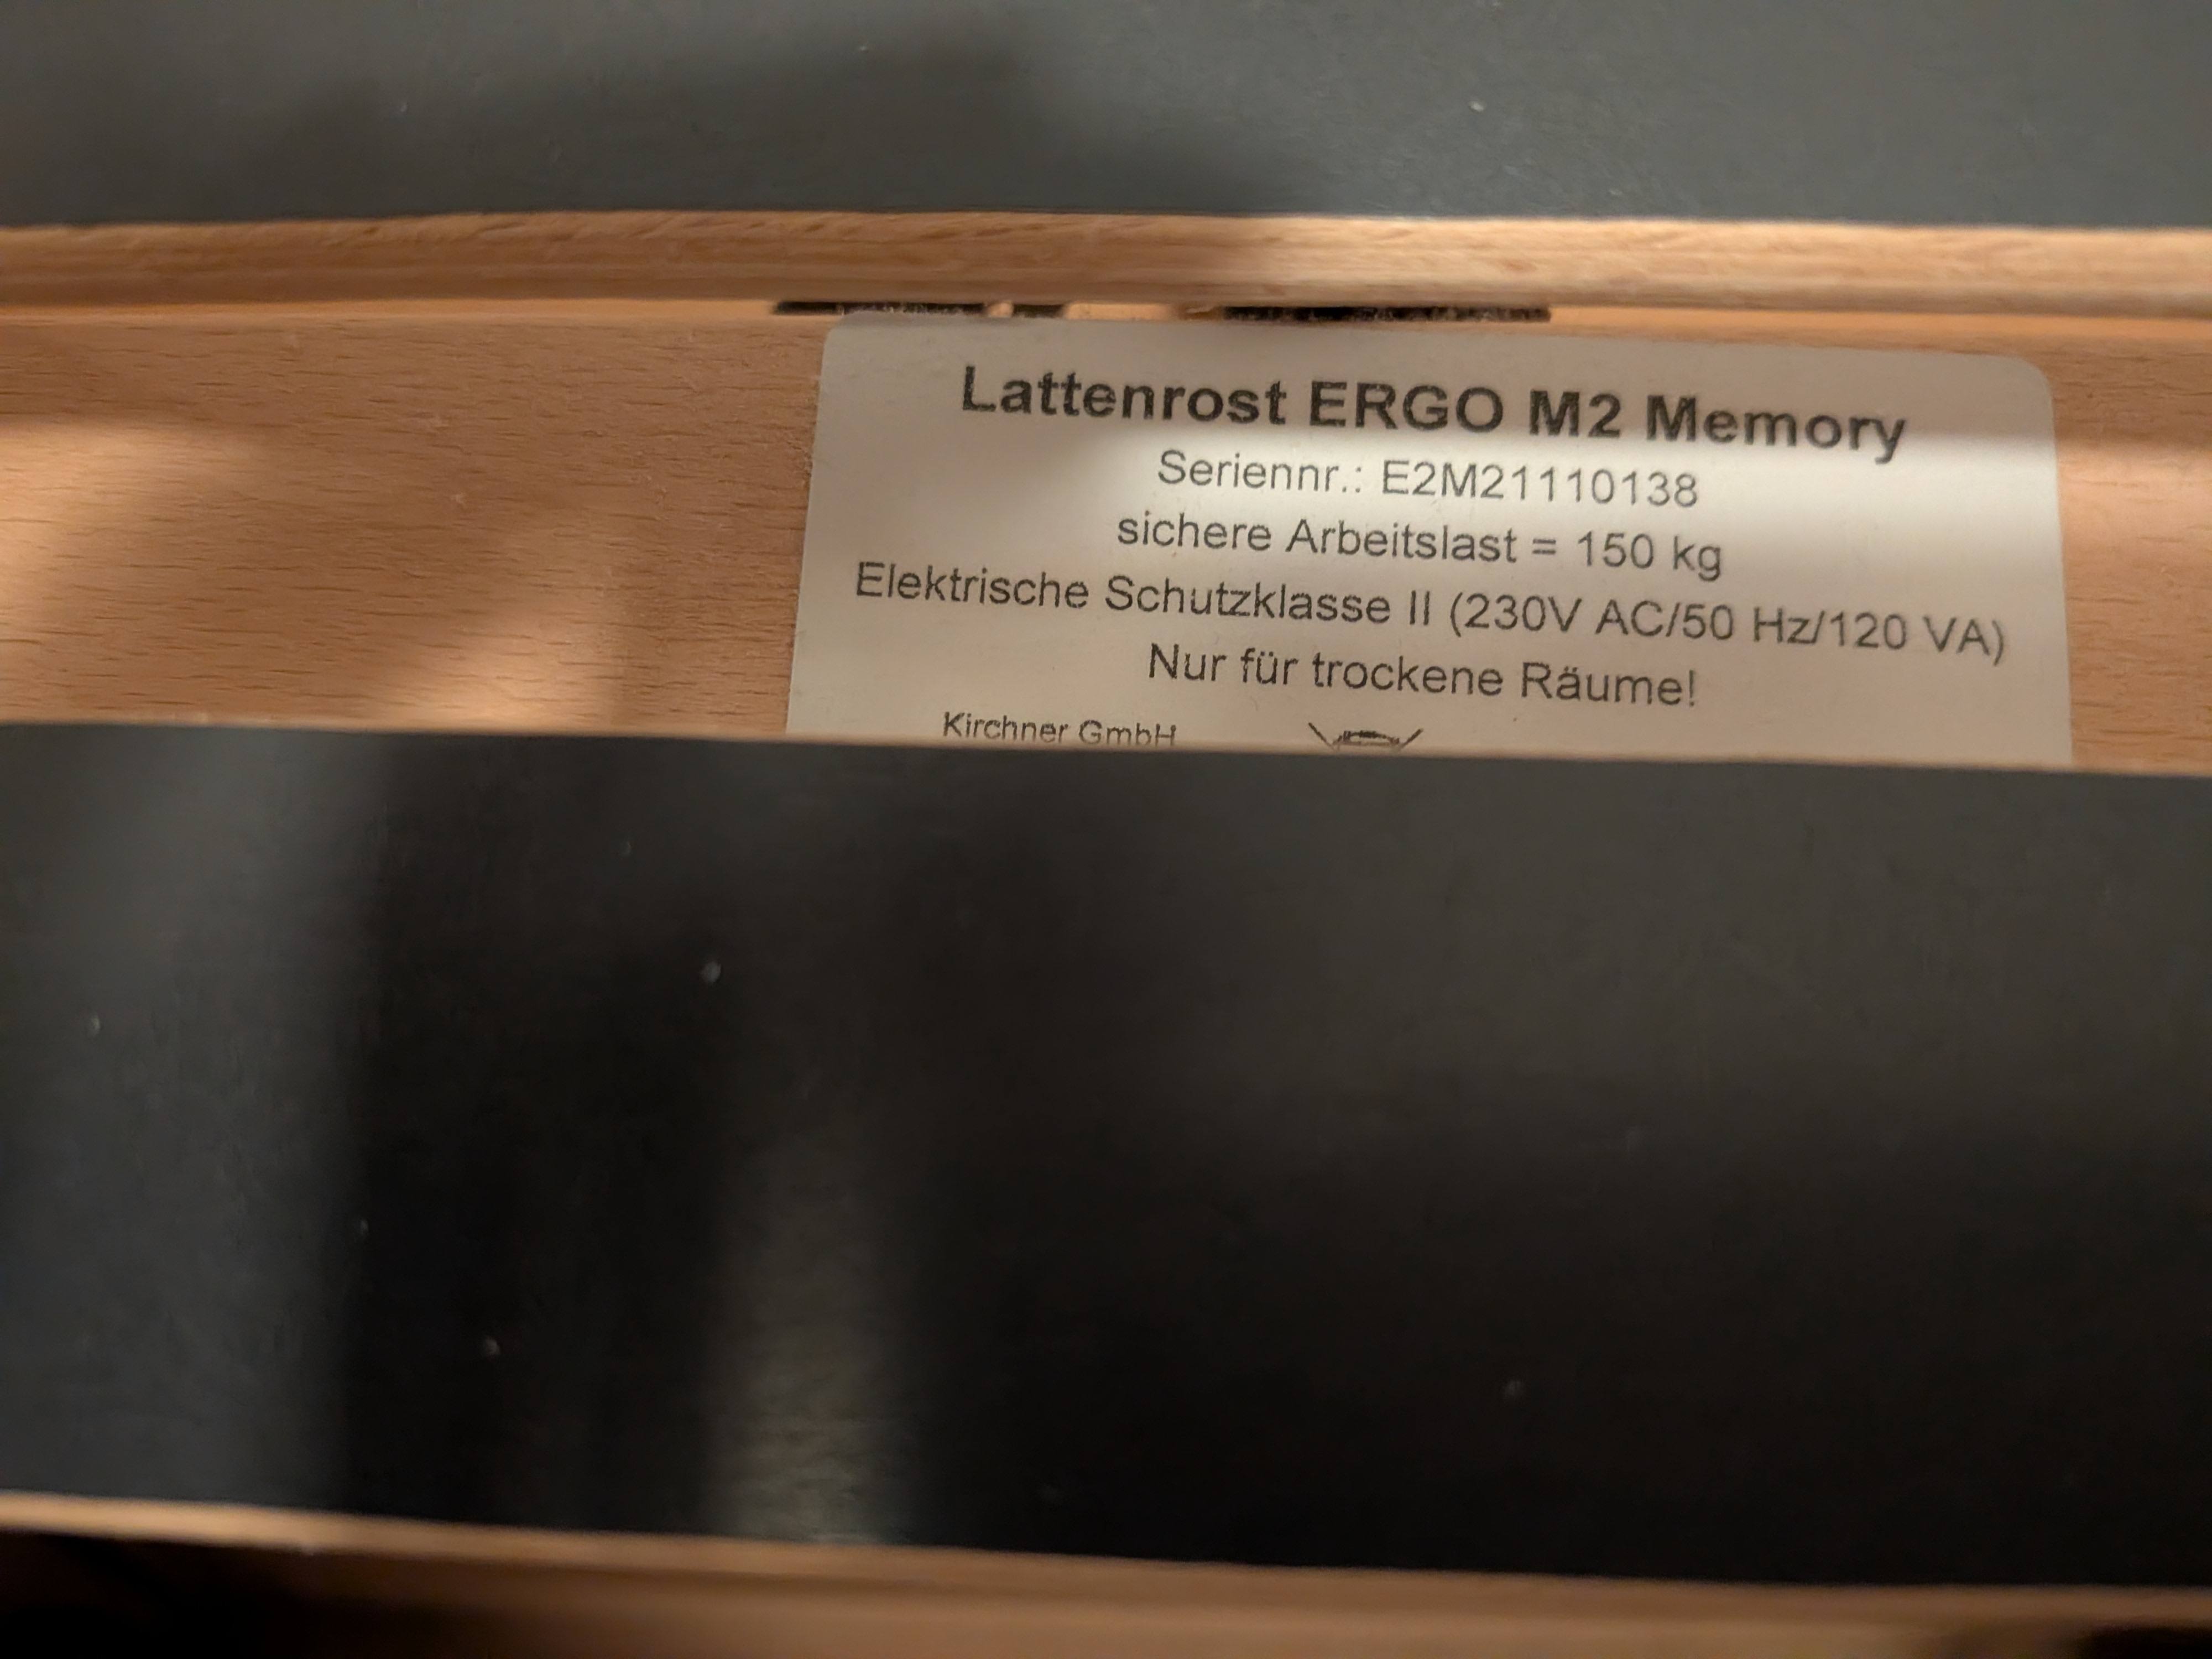 Lattenrost ERGO M2 Memory
Seriennr.: E2M21110138
sichere Arbeitslast = 150 kg
Elektrische Schutzklasse II (230V AC/50 Hz/120 VA)
Nur für trockene Räume!
Kirchner GmbH